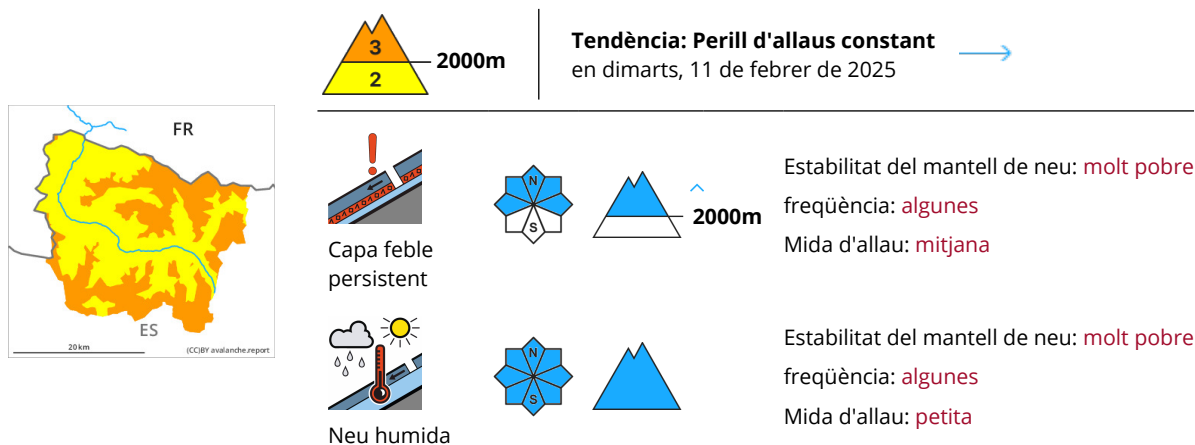 3
2
2000m
Tendència: Perill d'allaus constant
en dimarts, 11 de febrer de 2025
FR
ES
20 km
(CC)BY avalanche.report
Capa feble
persistent
N
S
2000m
Estabilitat del mantell de neu: molt pobre
freqüència: algunes
Mida d'allau: mitjana
Neu humida
N
S
Estabilitat del mantell de neu: molt pobre
freqüència: algunes
Mida d'allau: petita